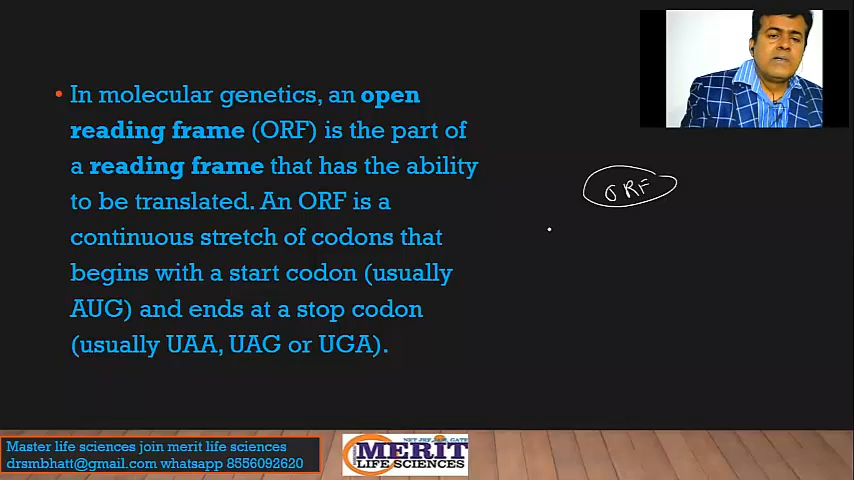 • In molecular genetics, an open
reading frame (ORF) is the part of
a reading frame that has the ability
to be translated. An ORF is a
continuous stretch of codons that
begins with a start codon (usually
AUG) and ends at a stop codon
(usually UAA, UAG or UGA).
ORF
Master life sciences join merit life sciences
drsmbhatt@gmail.com whatsapp 8556092620
MERIT
LIFE SCIENCES